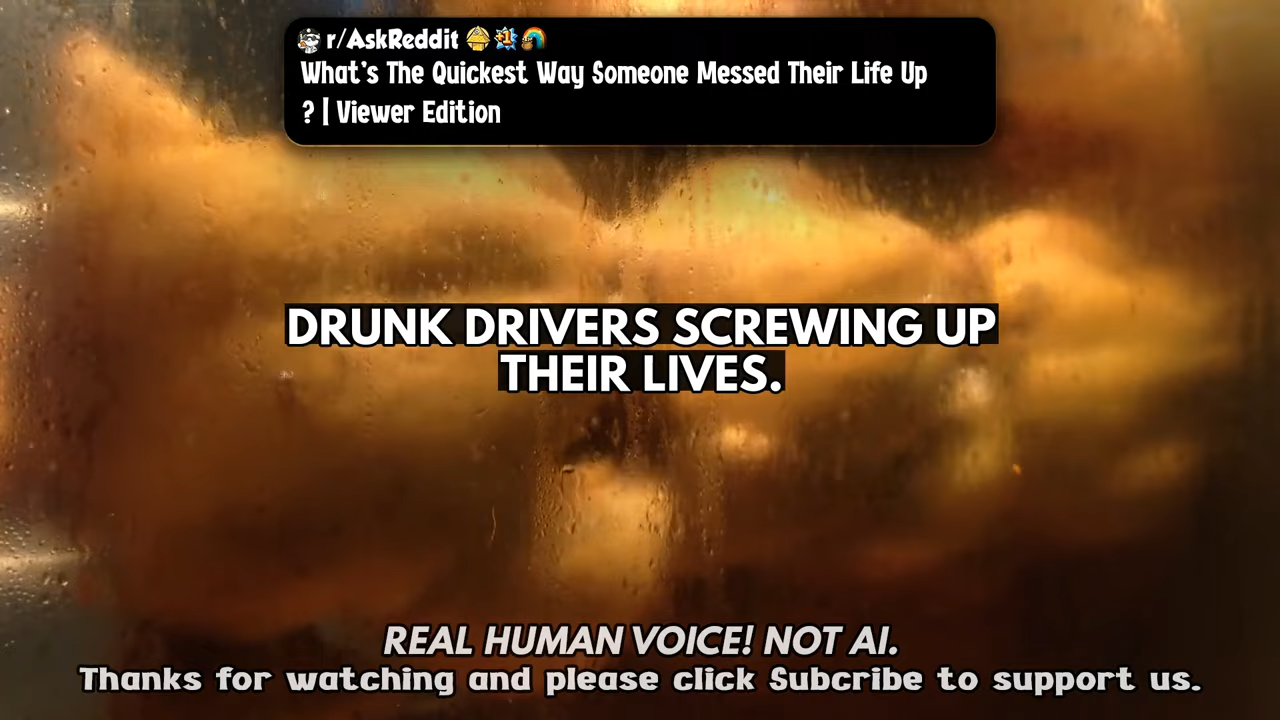 r/AskReddit
What's The Quickest Way Someone Messed Their Life Up
? | Viewer Edition
DRUNK DRIVERS SCREWING UP
THEIR LIVES.
REAL HUMAN VOICE! NOT AI.
Thanks for watching and please click Subcribe to support us.